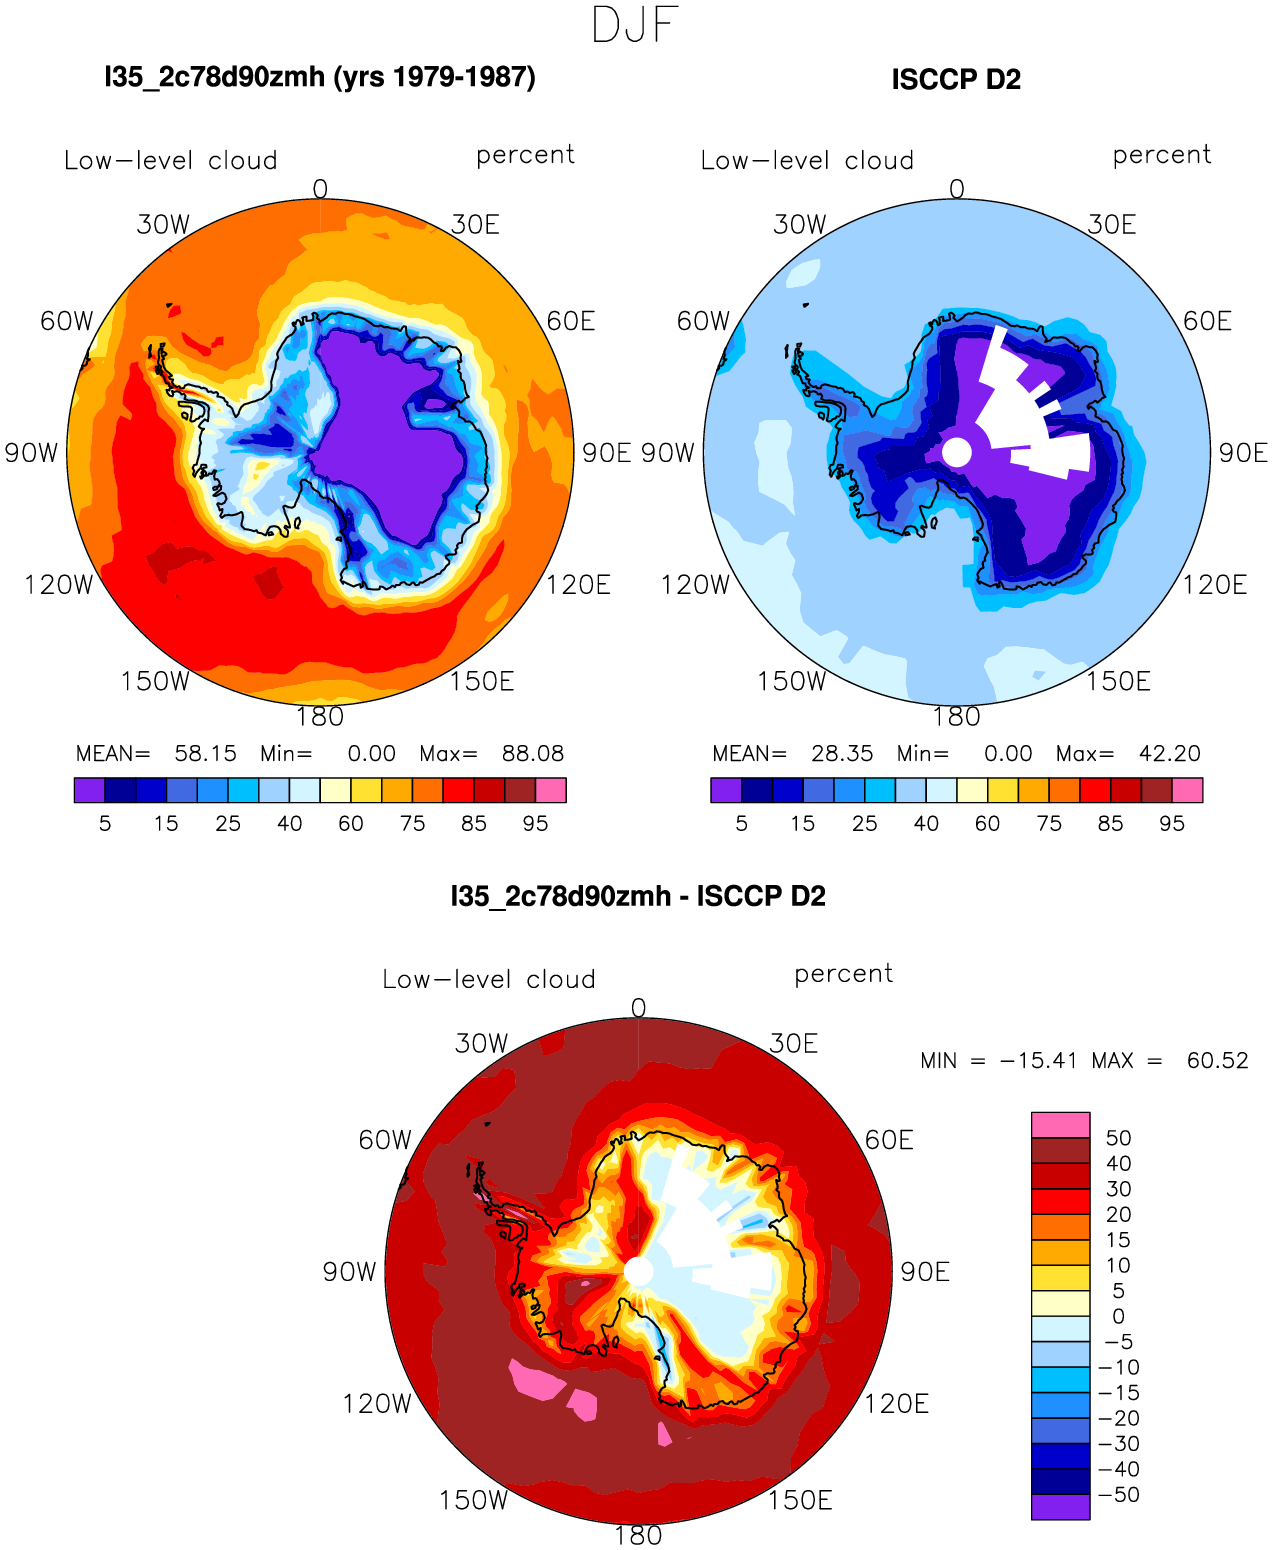 DJF
I35_2c78d90zmh (yrs 1979-1987)
ISCCP D2
Low-level cloud percent
Low-level cloud percent
0
30W 30E
60W 60E
90W 90E
120W 120E
150W 150E
180
0
30W 30E
60W 60E
90W 90E
120W 120E
150W 150E
180
MEAN= 58.15 Min= 0.00 Max= 88.08
5 15 25 40 60 75 85 95
MEAN= 28.35 Min= 0.00 Max= 42.20
5 15 25 40 60 75 85 95
I35_2c78d90zmh - ISCCP D2
Low-level cloud percent
0
30W 30E
60W 60E
90W 90E
120W 120E
150W 150E
180
MIN = -15.41 MAX = 60.52
50
40
30
20
15
10
5
0
-5
-10
-15
-20
-30
-40
-50